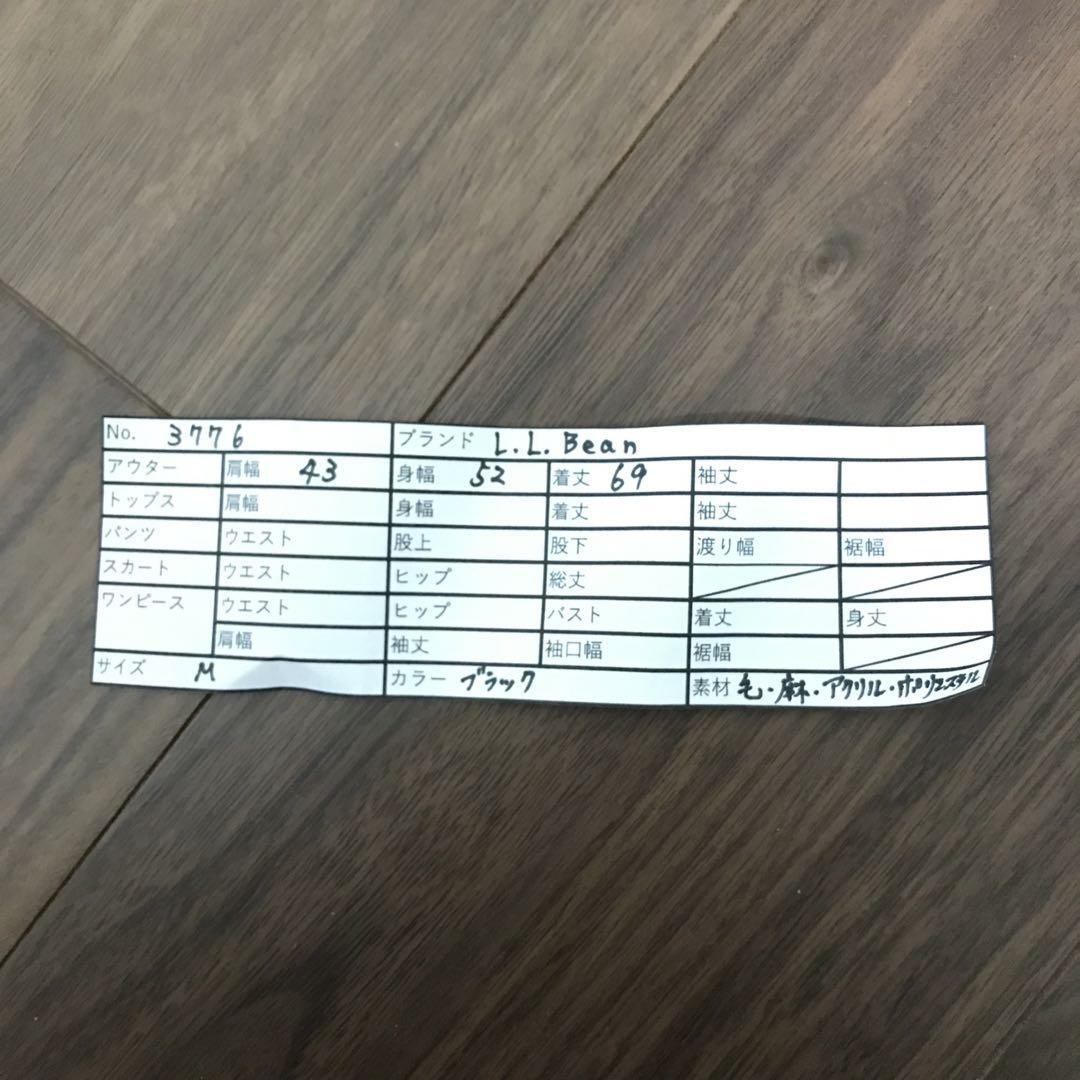 No. 3776 ブランド L.L.Bean
アウター 肩幅 43 身幅 52 着丈 69 袖丈
トップス 肩幅 身幅 着丈 袖丈
パンツ ウエスト 股上 股下 渡り幅 裾幅
スカート ウエスト ヒップ 総丈
ワンピース ウエスト ヒップ バスト 着丈 身丈
肩幅 袖丈 袖口幅 裾幅
サイズ M カラー ブラック 素材 毛・麻・アクリル・ポリエステル